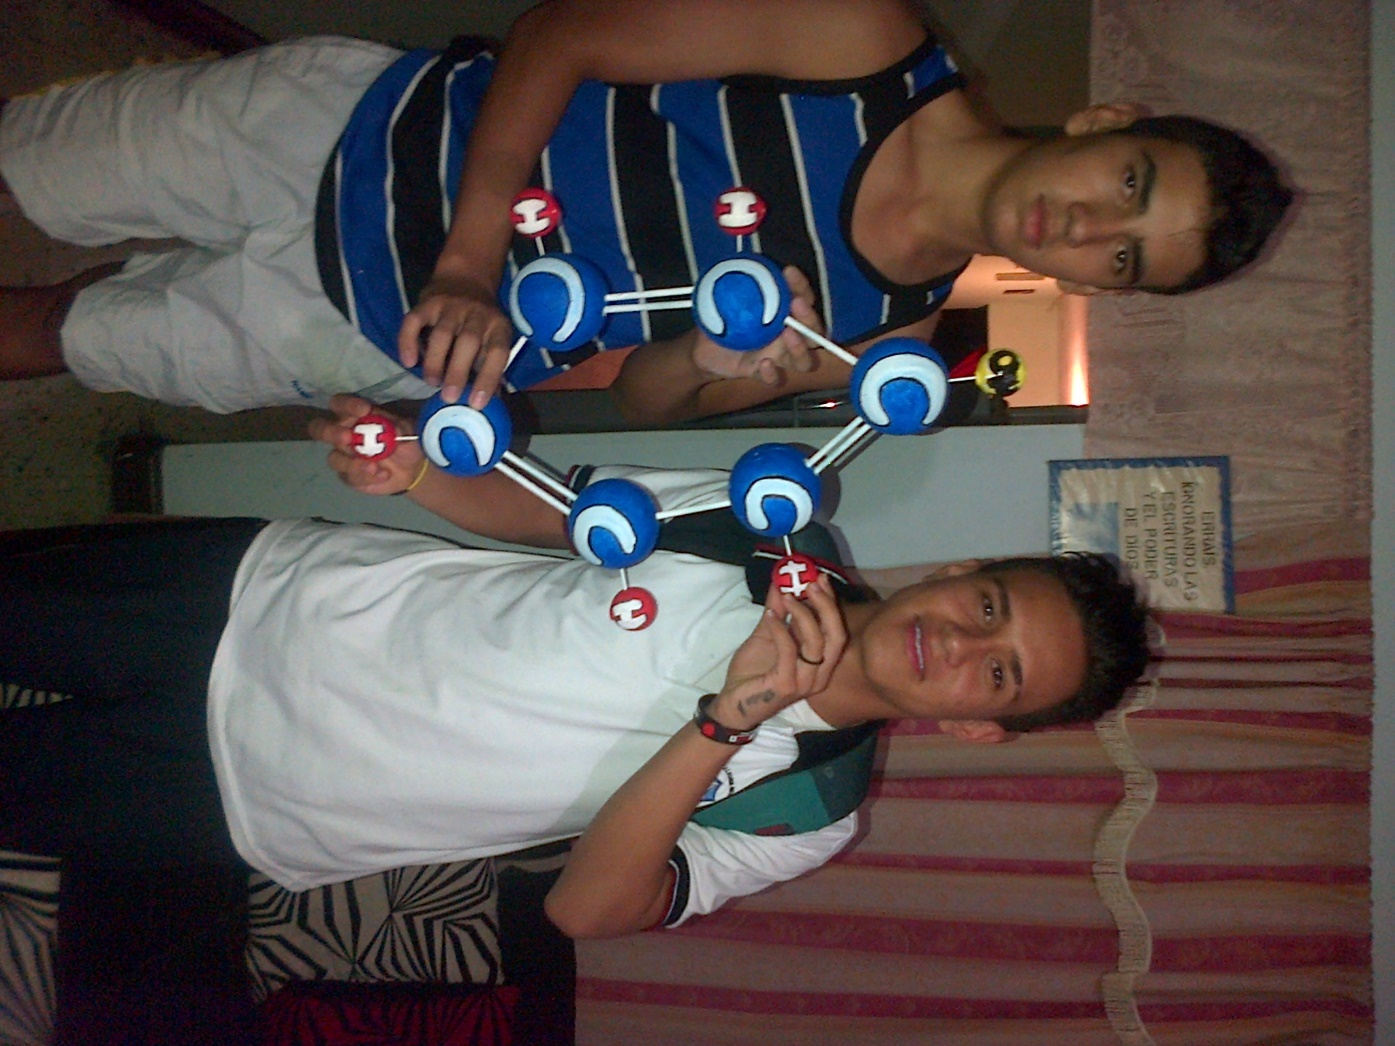 ERRAIS
IGNORANDO LAS
ESCRITURAS
Y EL PODER
DE DIOS
C
C
C
C
C
C
H
H
H
H
H